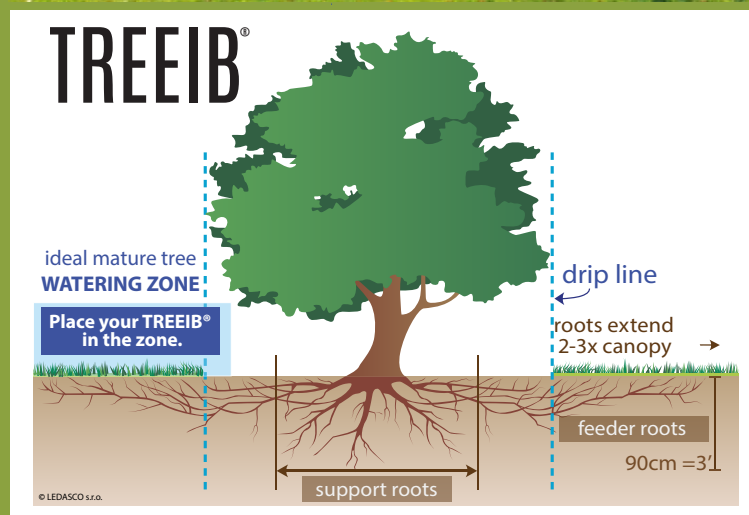 TREEIB®
ideal mature tree
WATERING ZONE
Place your TREEIB®
in the zone.
drip line
roots extend
2-3x canopy
feeder roots
90cm =3'
support roots
© LEDASCO s.r.o.